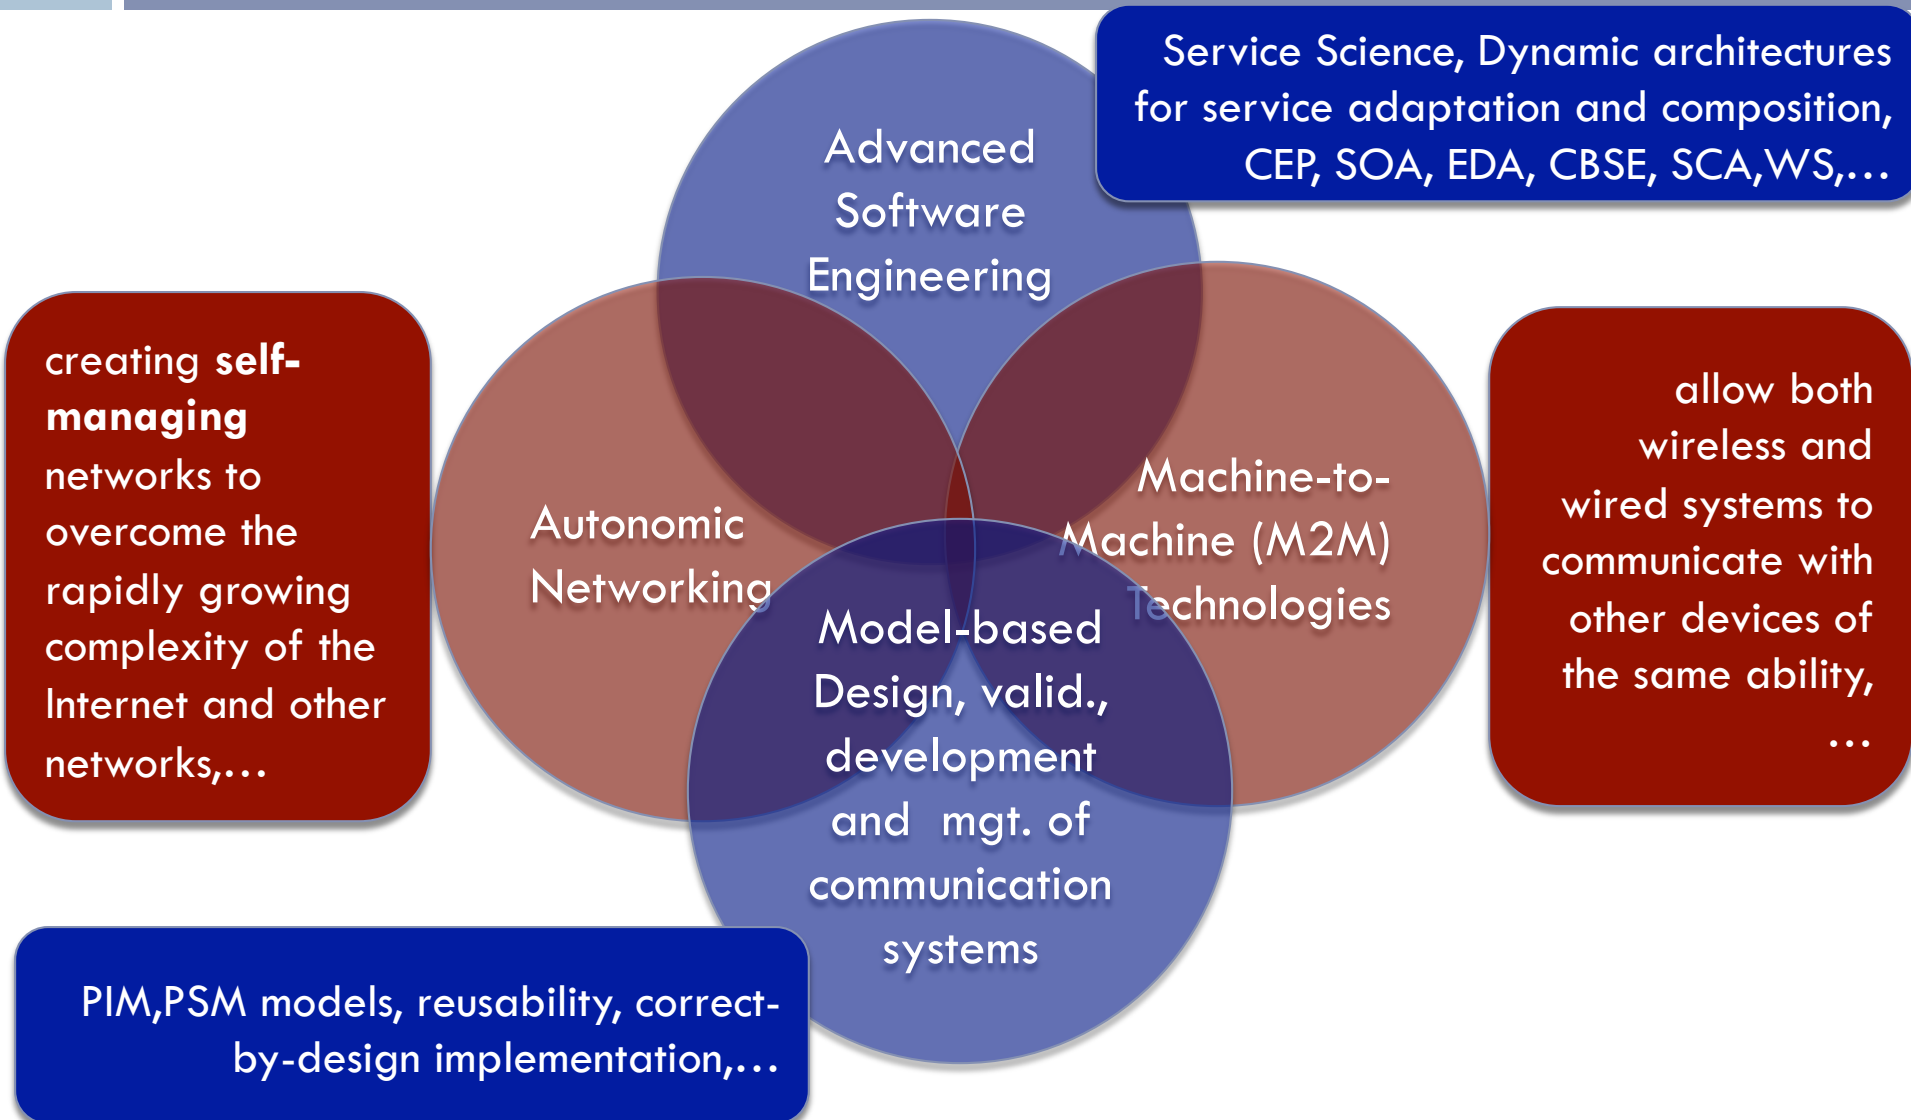 Service Science, Dynamic architectures
for service adaptation and composition,
CEP, SOA, EDA, CBSE, SCA,WS,...
Advanced
Software
Engineering
creating self-
managing
networks to
overcome the
rapidly growing
complexity of the
Internet and other
networks,...
Autonomic
Networking
Machine-to-
Machine (M2M)
Technologies
allow both
wireless and
wired systems to
communicate with
other devices of
the same ability,
...
Model-based
Design, valid.,
development
and  mgt. of
communication
systems
PIM,PSM models, reusability, correct-
by-design implementation,...